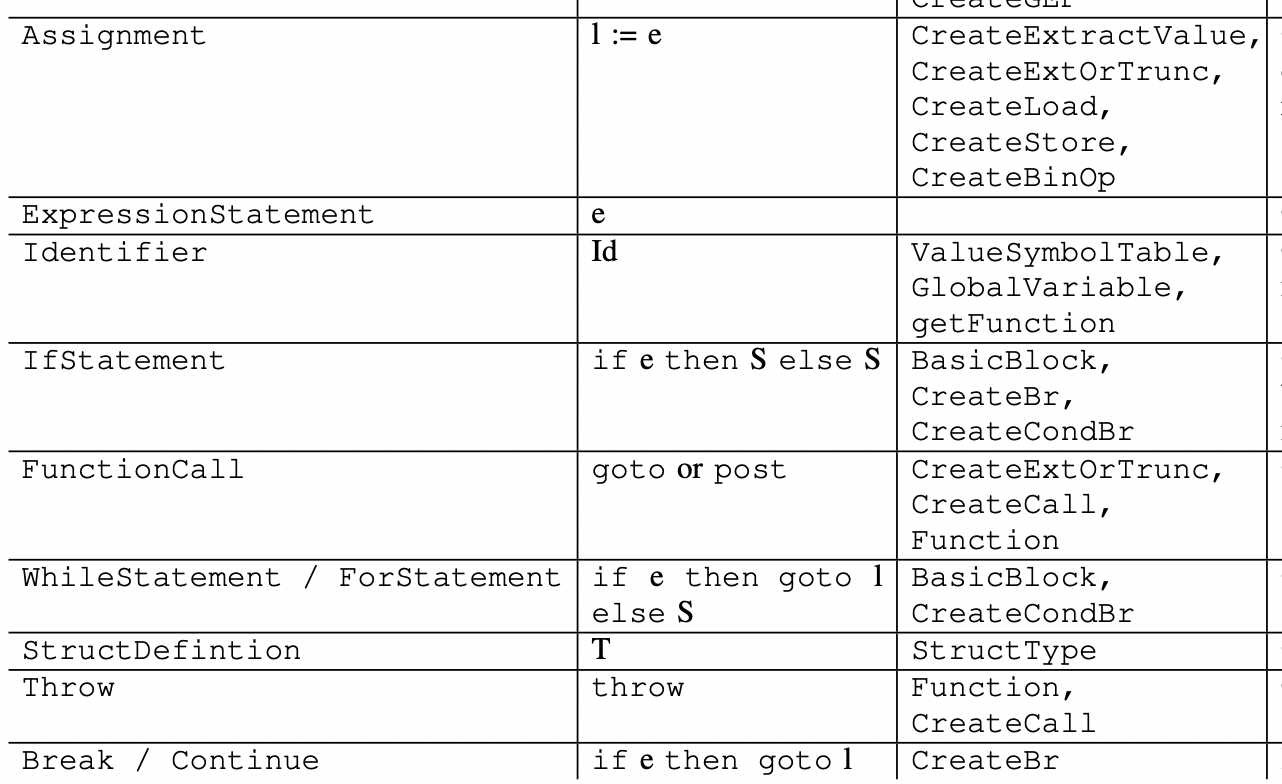 CreateGEP
Assignment l := e CreateExtractValue,
CreateExtOrTrunc,
CreateLoad,
CreateStore,
CreateBinOp
ExpressionStatement e
Identifier Id ValueSymbolTable,
GlobalVariable,
getFunction
IfStatement if e then S else S BasicBlock,
CreateBr,
CreateCondBr
FunctionCall goto or post CreateExtOrTrunc,
CreateCall,
Function
WhileStatement / ForStatement if e then goto l BasicBlock,
else S CreateCondBr
StructDefintion T StructType
Throw throw Function,
CreateCall
Break / Continue if e then goto l CreateBr